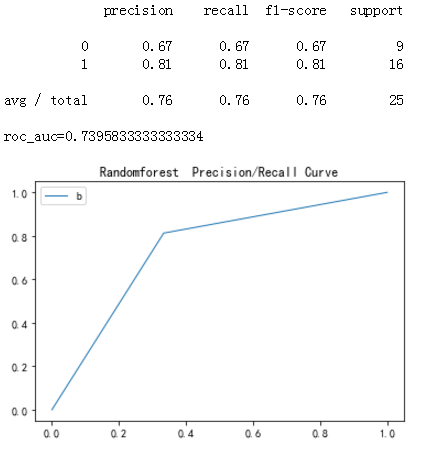 precision recall f1-score support
0 0.67 0.67 0.67 9
1 0.81 0.81 0.81 16
avg / total 0.76 0.76 0.76 25
roc_auc=0.7395833333333334
Randomforest Precision/Recall Curve
b
1.0
0.8
0.6
0.4
0.2
0.0
0.0 0.2 0.4 0.6 0.8 1.0